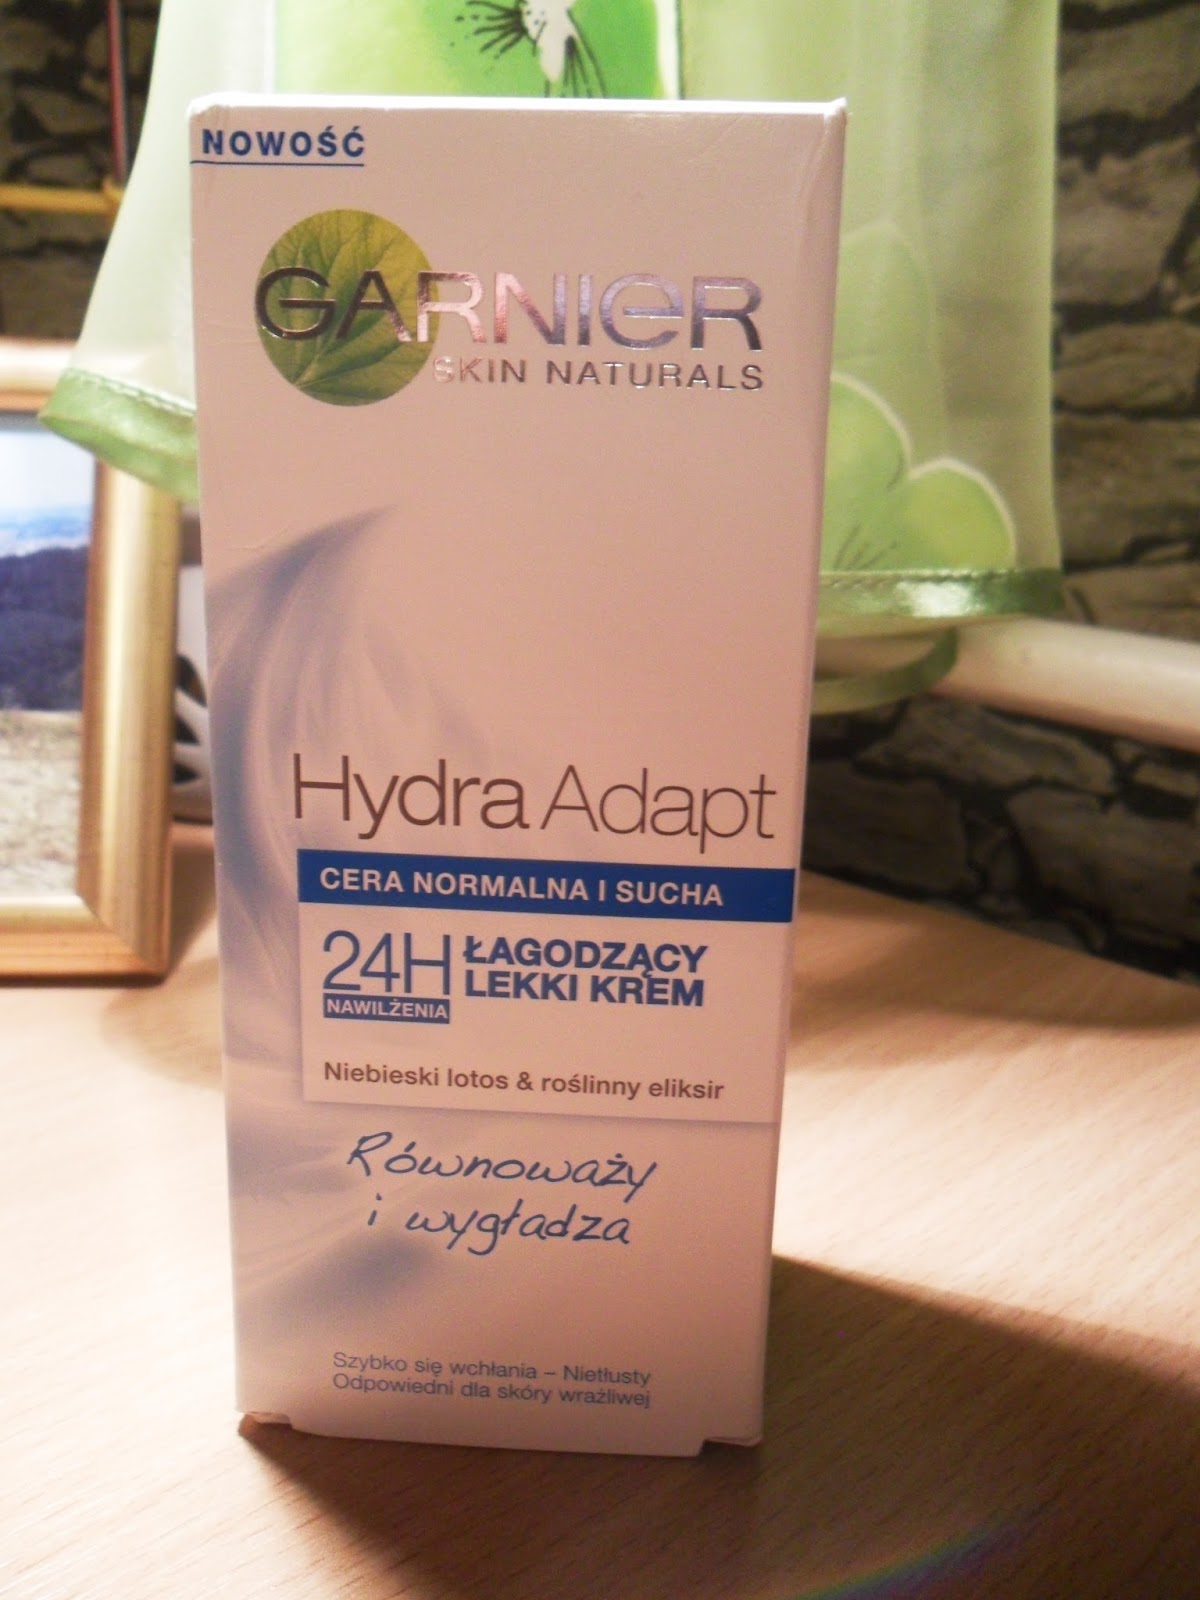 NOWOŚĆ
GARNIER
SKIN NATURALS
Hydra Adapt
CERA NORMALNA I SUCHA
24H
NAWILŻENIA
ŁAGODZĄCY
LEKKI KREM
Niebieski lotos & roślinny eliksir
Równoważy
i wygładza
Szybko się wchłania – Nietłusty
Odpowiedni dla skóry wrażliwej